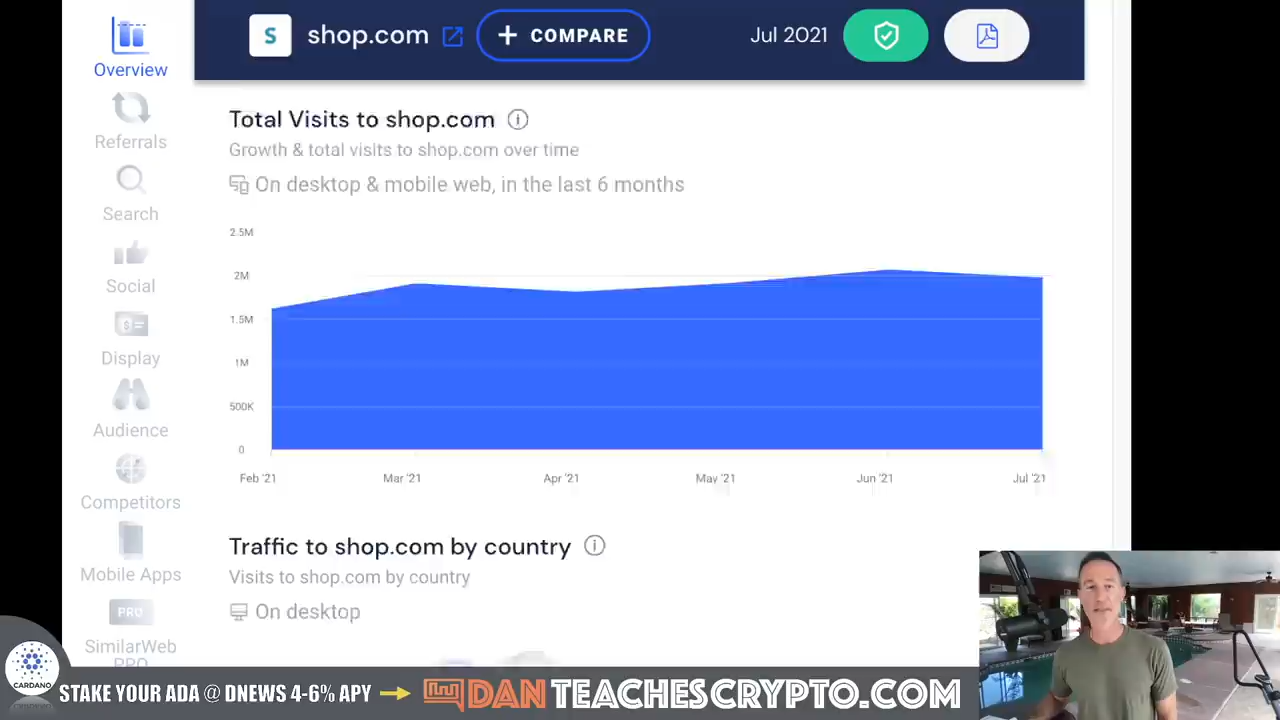 Overview
Referrals
Search
Social
Display
Audience
Competitors
Mobile Apps
PRO
SimilarWeb
PRO
S shop.com + COMPARE Jul 2021
Total Visits to shop.com
Growth & total visits to shop.com over time
On desktop & mobile web, in the last 6 months
2.5M
2M
1.5M
1M
500K
0
Feb '21 Mar '21 Apr '21 May '21 Jun '21 Jul '21
Traffic to shop.com by country
Visits to shop.com by country
On desktop
CARDANO
STAKE YOUR ADA @ DNEWS 4-6% APY DANTEACHESCRYPTO.COM